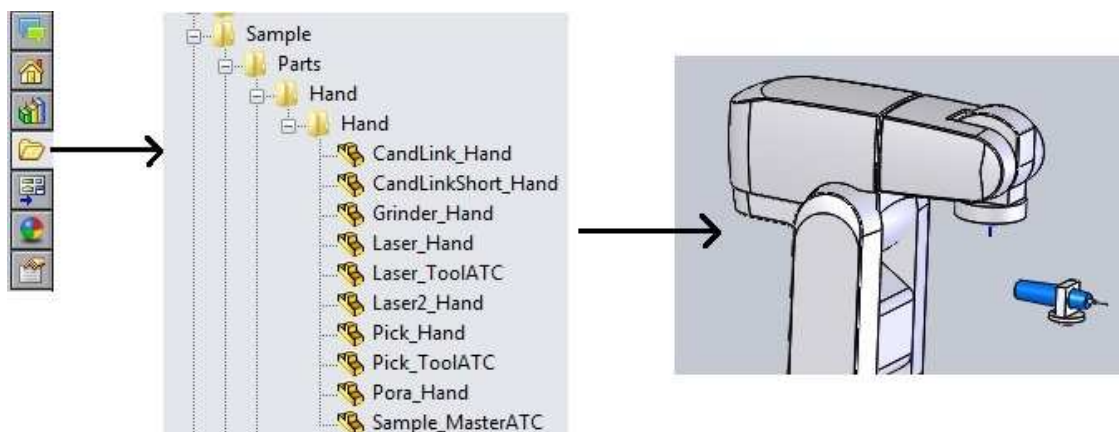 Sample
Parts
Hand
Hand
CandLink_Hand
CandLinkShort_Hand
Grinder_Hand
Laser_Hand
Laser_ToolATC
Laser2_Hand
Pick_Hand
Pick_ToolATC
Pora_Hand
Sample_MasterATC